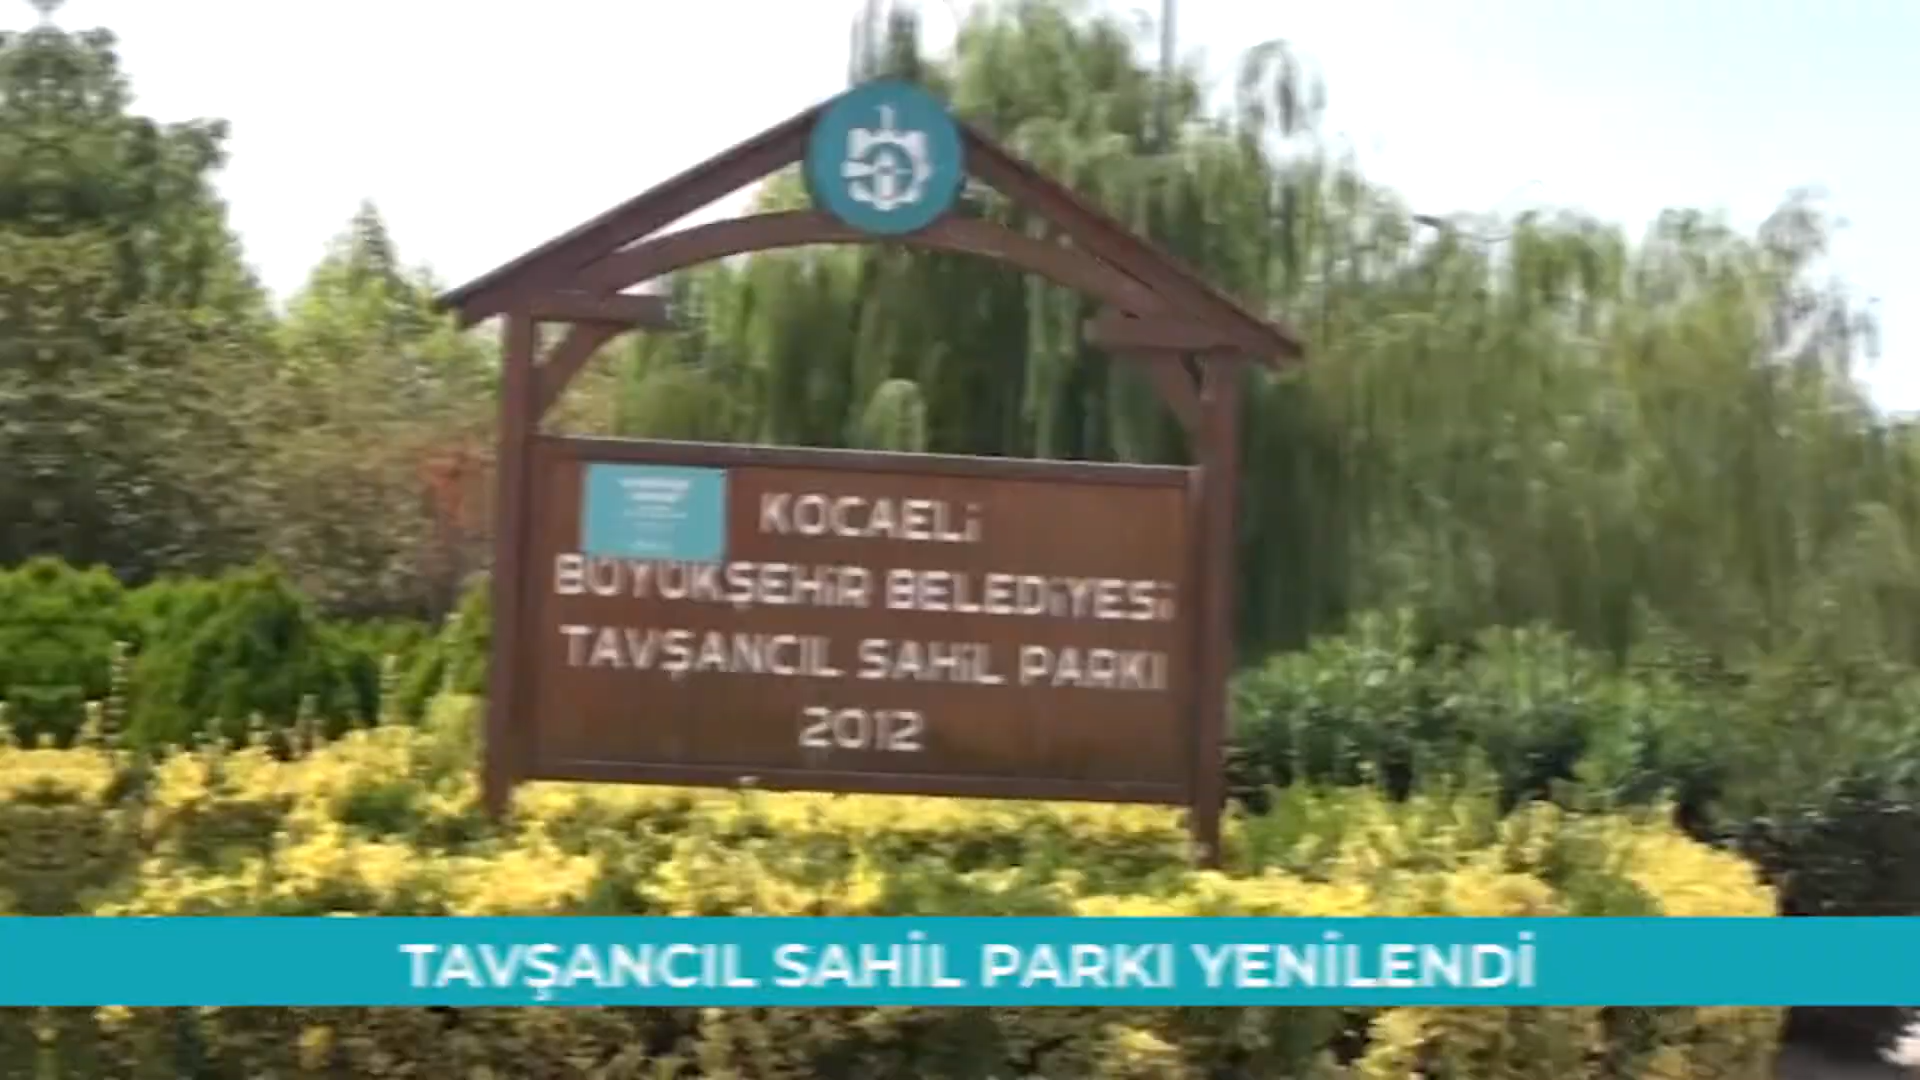 KOCAELİ
BÜYÜKŞEHİR BELEDİYESİ
TAVŞANCIL SAHİL PARKI
2012
TAVŞANCIL SAHİL PARKI YENİLENDİ